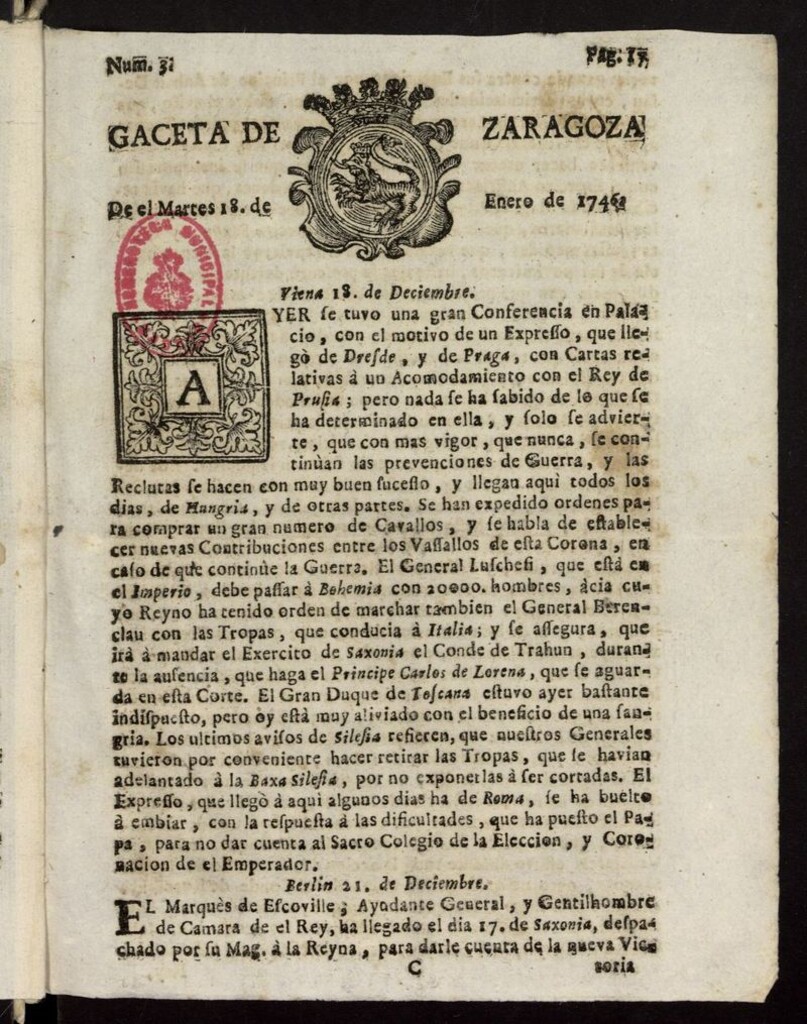 Num. 3.
Pag: 17
GACETA DE ZARAGOZA
De el Martes 18. de Enero de 1746.
BIBLIOTECA MUNICIPAL
Viena 18. de Deciembre.
AYER ſe tuvo una gran Conferencia en Pala-
cio, con el motivo de un Expreſſo, que lle-
gò de Dreſde, y de Praga, con Cartas re-
lativas à un Acomodamiento con el Rey de
Pruſia; pero nada ſe ha ſabido de lo que ſe
ha determinado en ella, y ſolo ſe advier-
te, que con mas vigor, que nunca, ſe con-
tinùan las prevenciones de Guerra, y las
Reclutas ſe hacen con muy buen ſuceſſo, y llegan aqui todos los
dias, de Hungria, y de otras partes. Se han expedido ordenes pa-
ra comprar un gran numero de Cavallos, y ſe habla de eſtable-
cer nuevas Contribuciones entre los Vaſſallos de eſta Corona, en
caſo de que continùe la Guerra. El General Luſcheſi, que eſtà en
el Imperio, debe paſſar à Bohemia con 20000. hombres, àcia cu-
yo Reyno ha tenido orden de marchar tambien el General Beren-
clau con las Tropas, que conducia à Italia; y ſe aſſegura, que
irà à mandar el Exercito de Saxonia el Conde de Trahun, duran-
te la auſencia, que haga el Principe Carlos de Lorena, que ſe aguar-
da en eſta Corte. El Gran Duque de Toſcana eſtuvo ayer baſtante
indiſpueſto, pero oy eſtà muy aliviado con el beneficio de una ſan-
gria. Los ultimos aviſos de Sileſia refieren, que nueſtros Generales
tuvieron por conveniente hacer retirar las Tropas, que ſe havian
adelantado à la Baxa Sileſia, por no exponerlas à ſer cortadas. El
Expreſſo, que llegò à aqui algunos dias ha de Roma, ſe ha buelto
à embiar, con la reſpueſta à las dificultades, que ha pueſto el Pa-
pa, para no dar cuenta al Sacro Colegio de la Eleccion, y Coro-
nacion de el Emperador.
Berlin 21. de Deciembre.
EL Marquès de Eſcoville, Ayudante General, y Gentilhombre
de Camara de el Rey, ha llegado el dia 17. de Saxonia, deſpa-
chado por ſu Mag. à la Reyna, para darle cuenta de la nueva Vic-
C toria